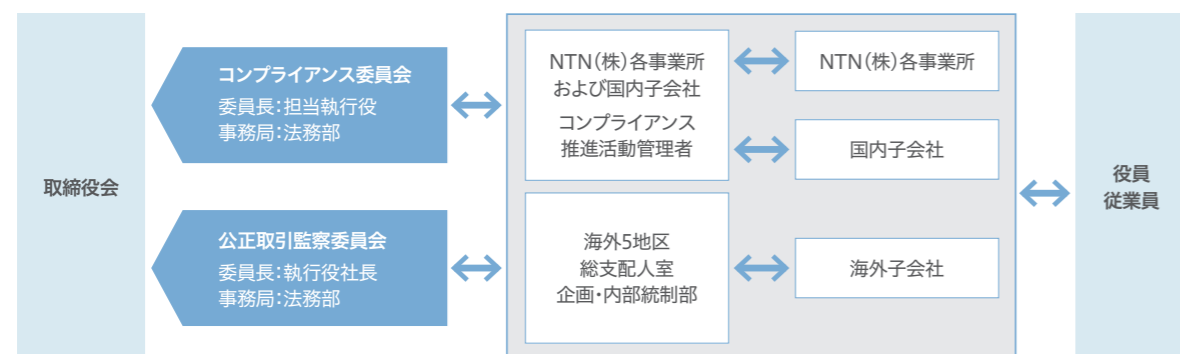 取締役会
コンプライアンス委員会
委員長：担当執行役
事務局：法務部
公正取引監察委員会
委員長：執行役社長
事務局：法務部
NTN（株）各事業所
および国内子会社
コンプライアンス
推進活動管理者
海外5地区
総支配人室
企画・内部統制部
NTN（株）各事業所
国内子会社
海外子会社
役員
従業員